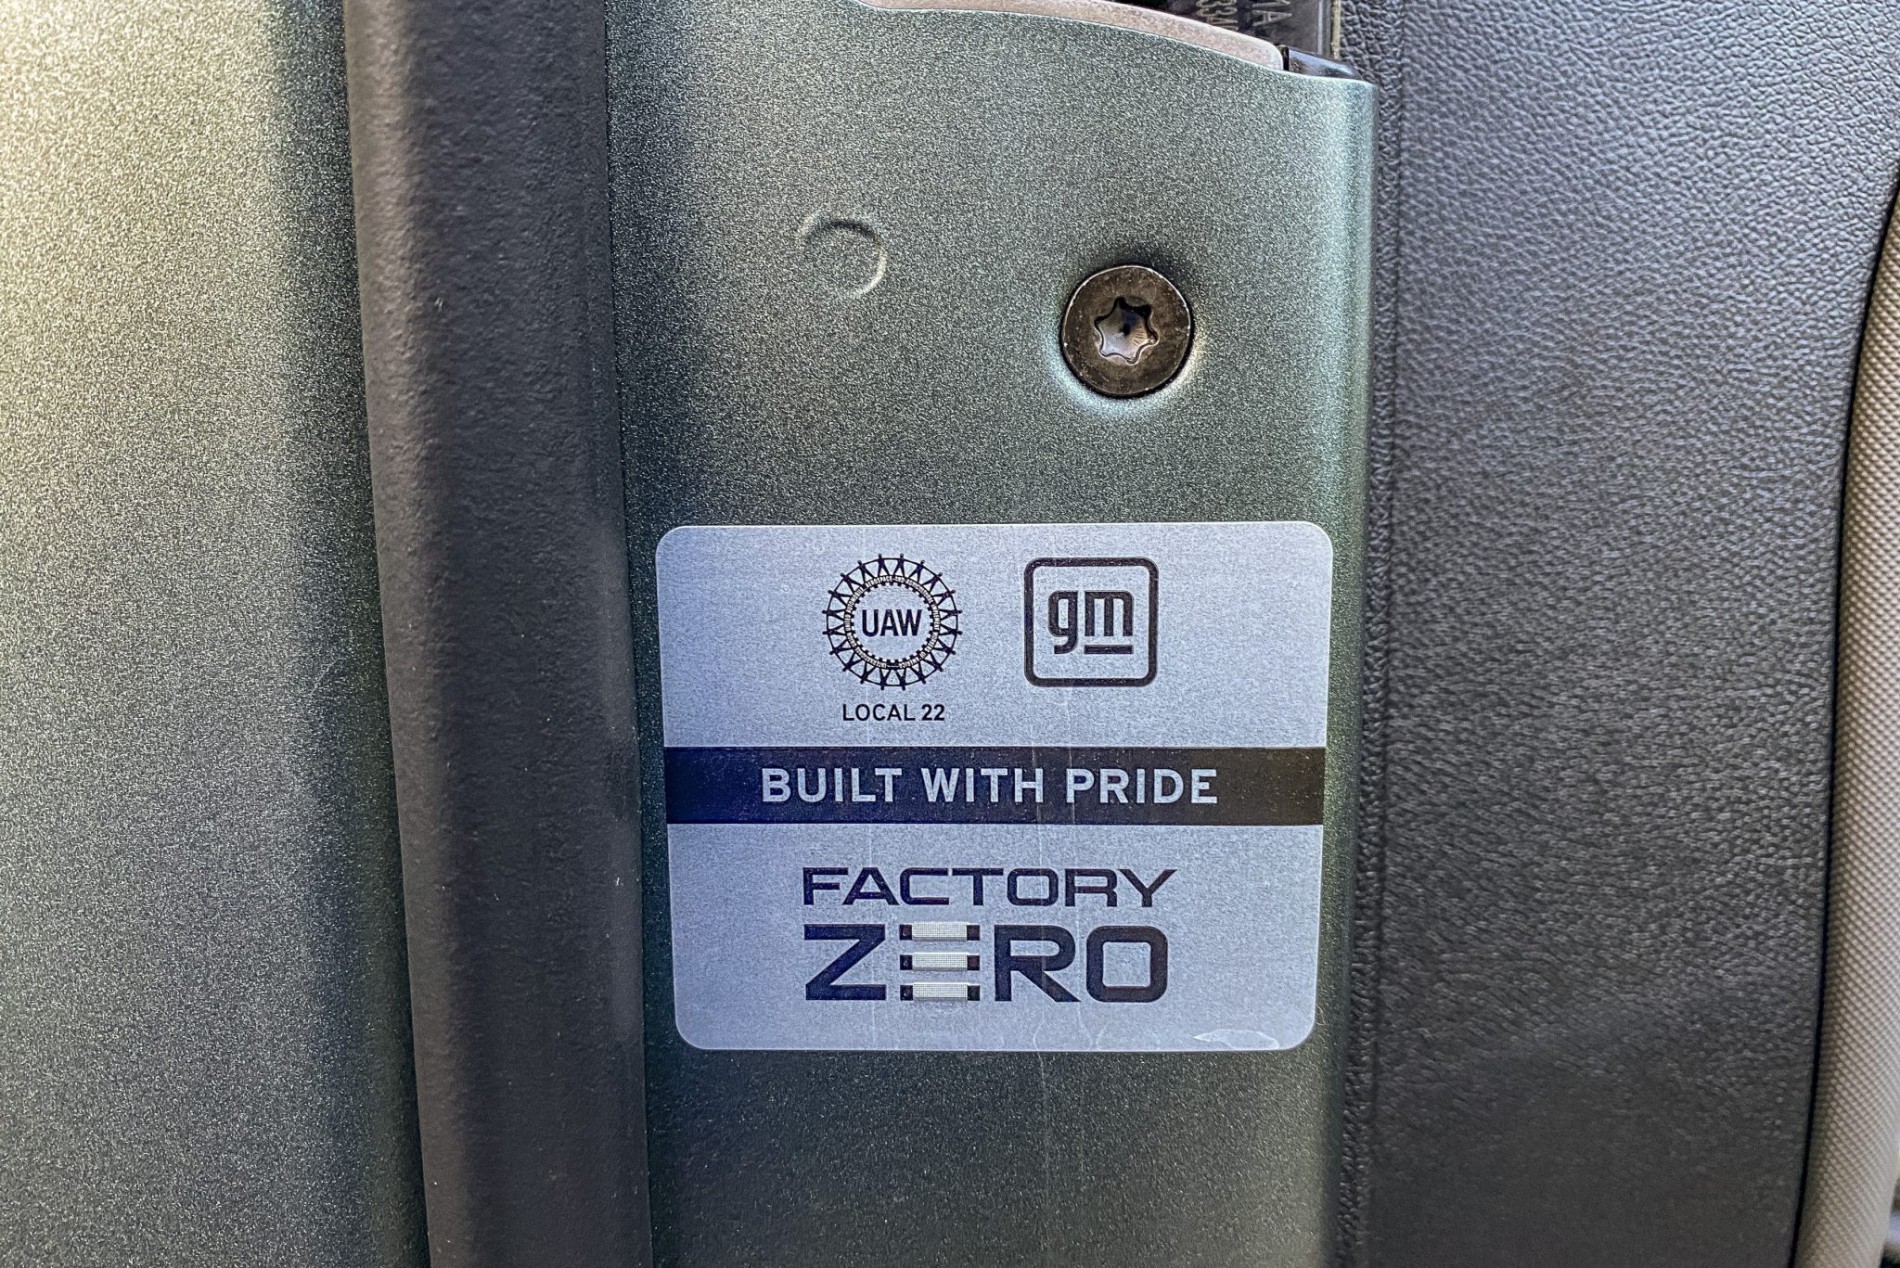 UAW
gm
LOCAL 22
BUILT WITH PRIDE
FACTORY
ZERO